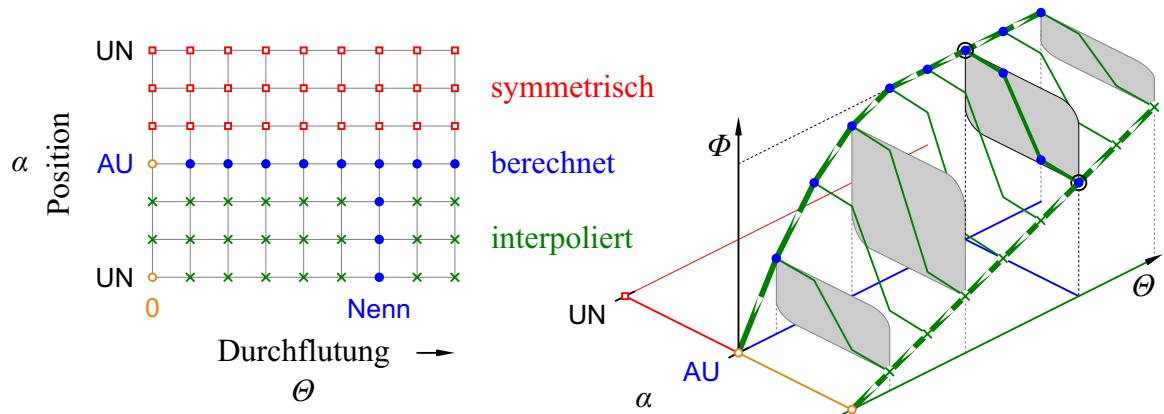 UN
symmetrisch
α
Position
AU
berechnet
interpoliert
UN
0
Nenn
Durchflutung
Θ
Φ
UN
AU
α
Θ